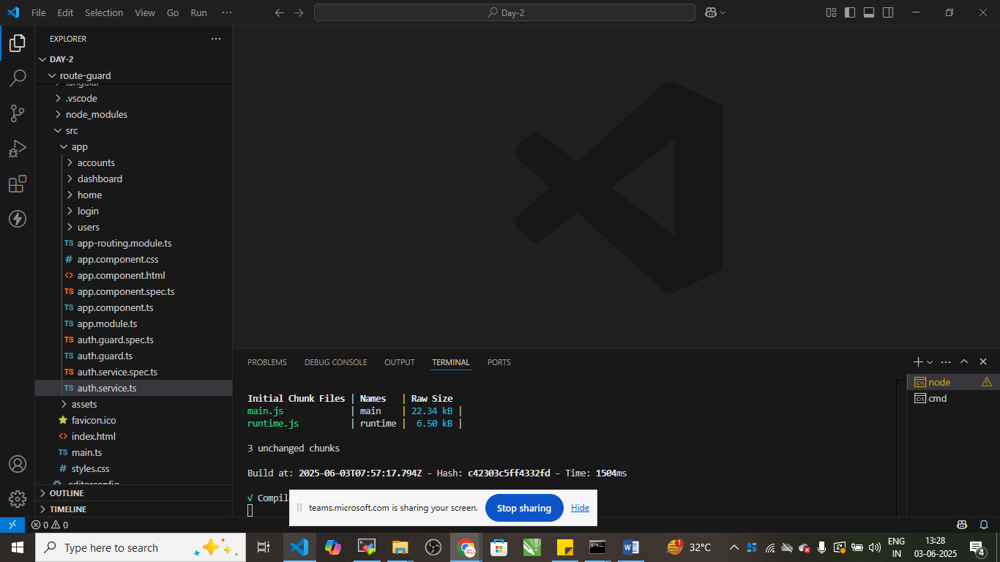 File Edit Selection View Go Run ···
Day-2
EXPLORER ···
DAY-2
route-guard
.angular
.vscode
node_modules
src
app
accounts
dashboard
home
login
users
TS app-routing.module.ts
# app.component.css
<> app.component.html
TS app.component.spec.ts
TS app.component.ts
TS app.module.ts
TS auth.guard.spec.ts
TS auth.guard.ts
TS auth.service.spec.ts
TS auth.service.ts
assets
favicon.ico
<> index.html
TS main.ts
# styles.css
.editorconfig
OUTLINE
TIMELINE
PROBLEMS DEBUG CONSOLE OUTPUT TERMINAL PORTS
node
cmd
Initial Chunk Files | Names | Raw Size
main.js | main | 22.34 kB |
runtime.js | runtime | 6.50 kB |
3 unchanged chunks
Build at: 2025-06-03T07:57:17.794Z - Hash: c42303c5ff4332fd - Time: 1504ms
√ Compiled successfully.
teams.microsoft.com is sharing your screen. Stop sharing Hide
0 0
Type here to search
1
32°C
ENG
IN
13:28
03-06-2025
4